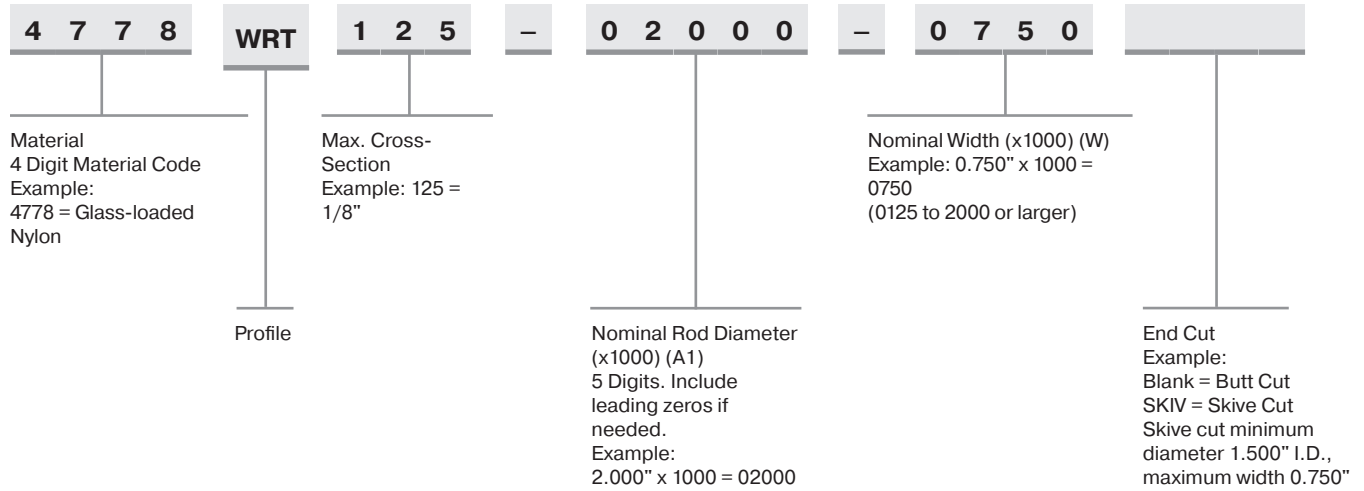 4 7 7 8 WRT 1 2 5 – 0 2 0 0 0 – 0 7 5 0
Material
4 Digit Material Code
Example:
4778 = Glass-loaded
Nylon
Max. Cross-
Section
Example: 125 =
1/8"
Nominal Width (x1000) (W)
Example: 0.750" x 1000 =
0750
(0125 to 2000 or larger)
Profile
Nominal Rod Diameter
(x1000) (A1)
5 Digits. Include
leading zeros if
needed.
Example:
2.000" x 1000 = 02000
End Cut
Example:
Blank = Butt Cut
SKIV = Skive Cut
Skive cut minimum
diameter 1.500" I.D.,
maximum width 0.750"